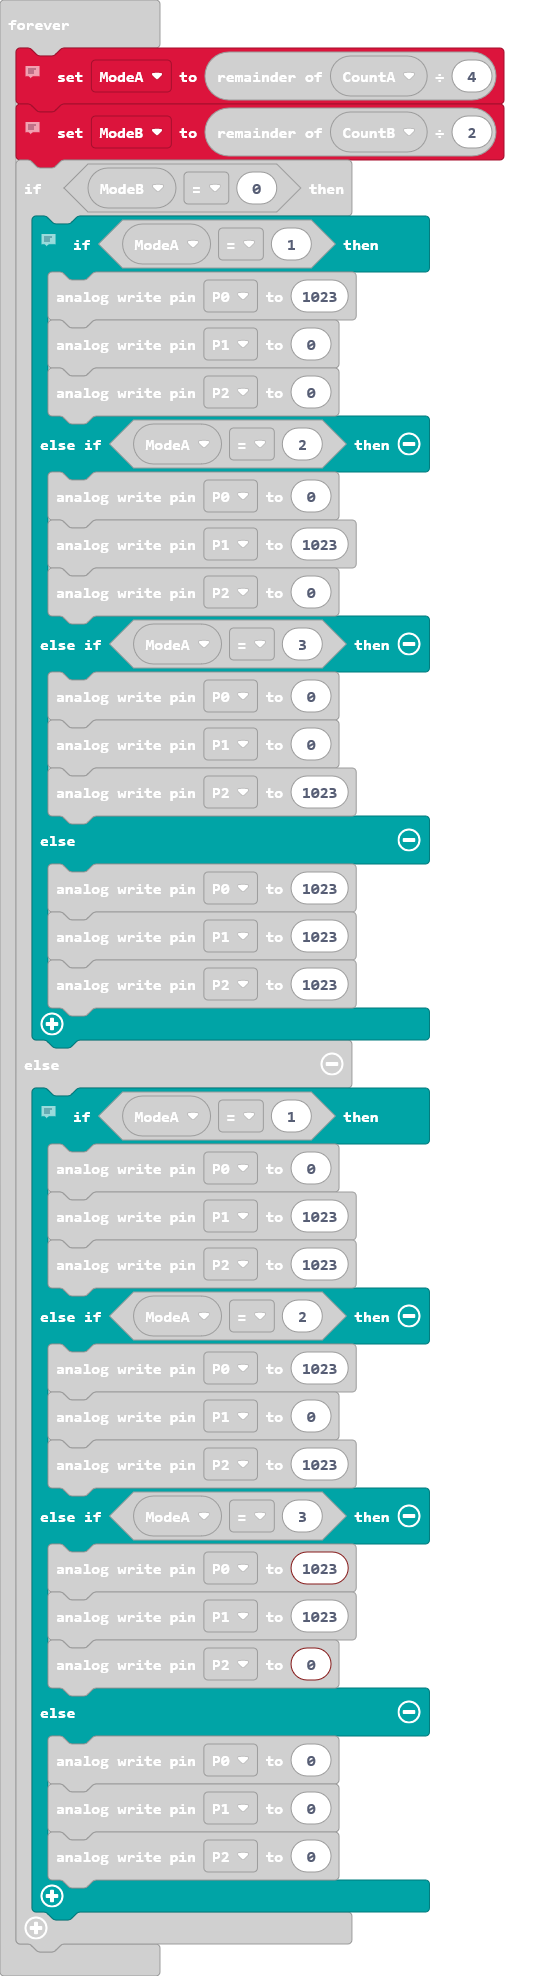 forever
set ModeA to remainder of CountA ÷ 4
set ModeB to remainder of CountB ÷ 2
if ModeB = 0 then
if ModeA = 1 then
analog write pin P0 to 1023
analog write pin P1 to 0
analog write pin P2 to 0
else if ModeA = 2 then
analog write pin P0 to 0
analog write pin P1 to 1023
analog write pin P2 to 0
else if ModeA = 3 then
analog write pin P0 to 0
analog write pin P1 to 0
analog write pin P2 to 1023
else
analog write pin P0 to 1023
analog write pin P1 to 1023
analog write pin P2 to 1023
else
if ModeA = 1 then
analog write pin P0 to 0
analog write pin P1 to 1023
analog write pin P2 to 1023
else if ModeA = 2 then
analog write pin P0 to 1023
analog write pin P1 to 0
analog write pin P2 to 1023
else if ModeA = 3 then
analog write pin P0 to 1023
analog write pin P1 to 1023
analog write pin P2 to 0
else
analog write pin P0 to 0
analog write pin P1 to 0
analog write pin P2 to 0